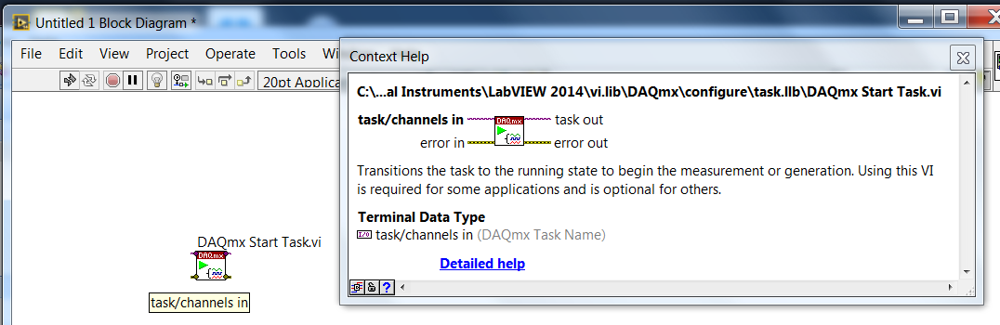 Untitled 1 Block Diagram *
File Edit View Project Operate Tools
20pt Applica
DAQmx Start Task.vi
DAQmx
task/channels in
Context Help
C:\...al Instruments\LabVIEW 2014\vi.lib\DAQmx\configure\task.llb\DAQmx Start Task.vi
task/channels in DAQmx task out
error in error out
Transitions the task to the running state to begin the measurement or generation. Using this VI
is required for some applications and is optional for others.
Terminal Data Type
I/O task/channels in (DAQmx Task Name)
Detailed help
?